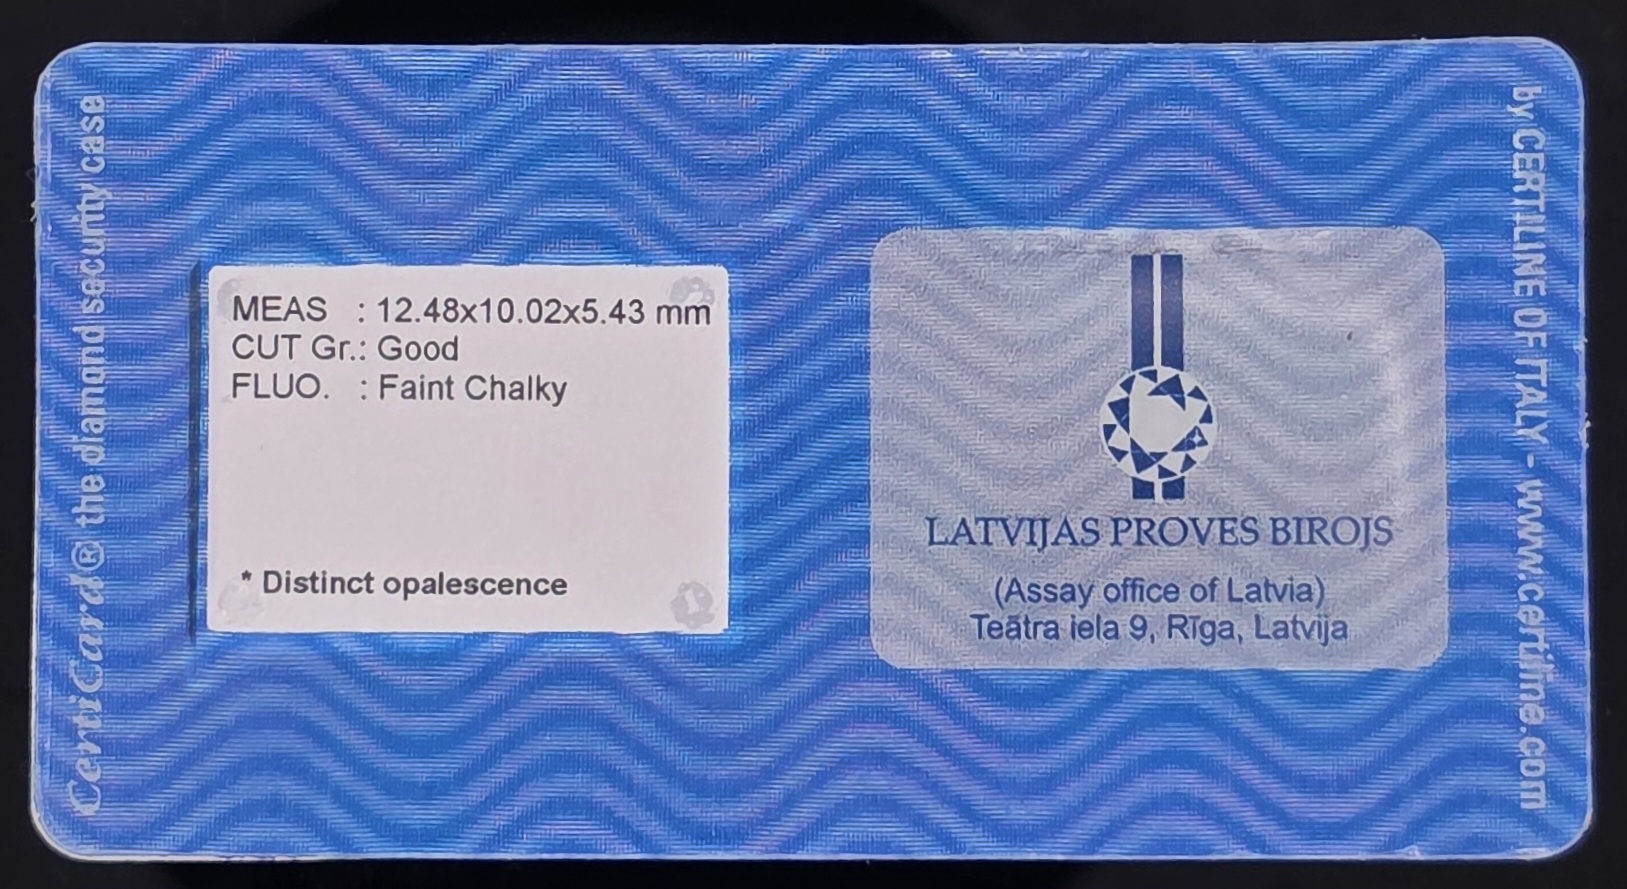 CertiCard® the diamond security case
MEAS : 12.48x10.02x5.43 mm
CUT Gr.: Good
FLUO. : Faint Chalky
* Distinct opalescence
LATVIJAS PROVES BIROJS
(Assay office of Latvia)
Teātra iela 9, Rīga, Latvija
by CERTILINE OF ITALY - www.certiline.com